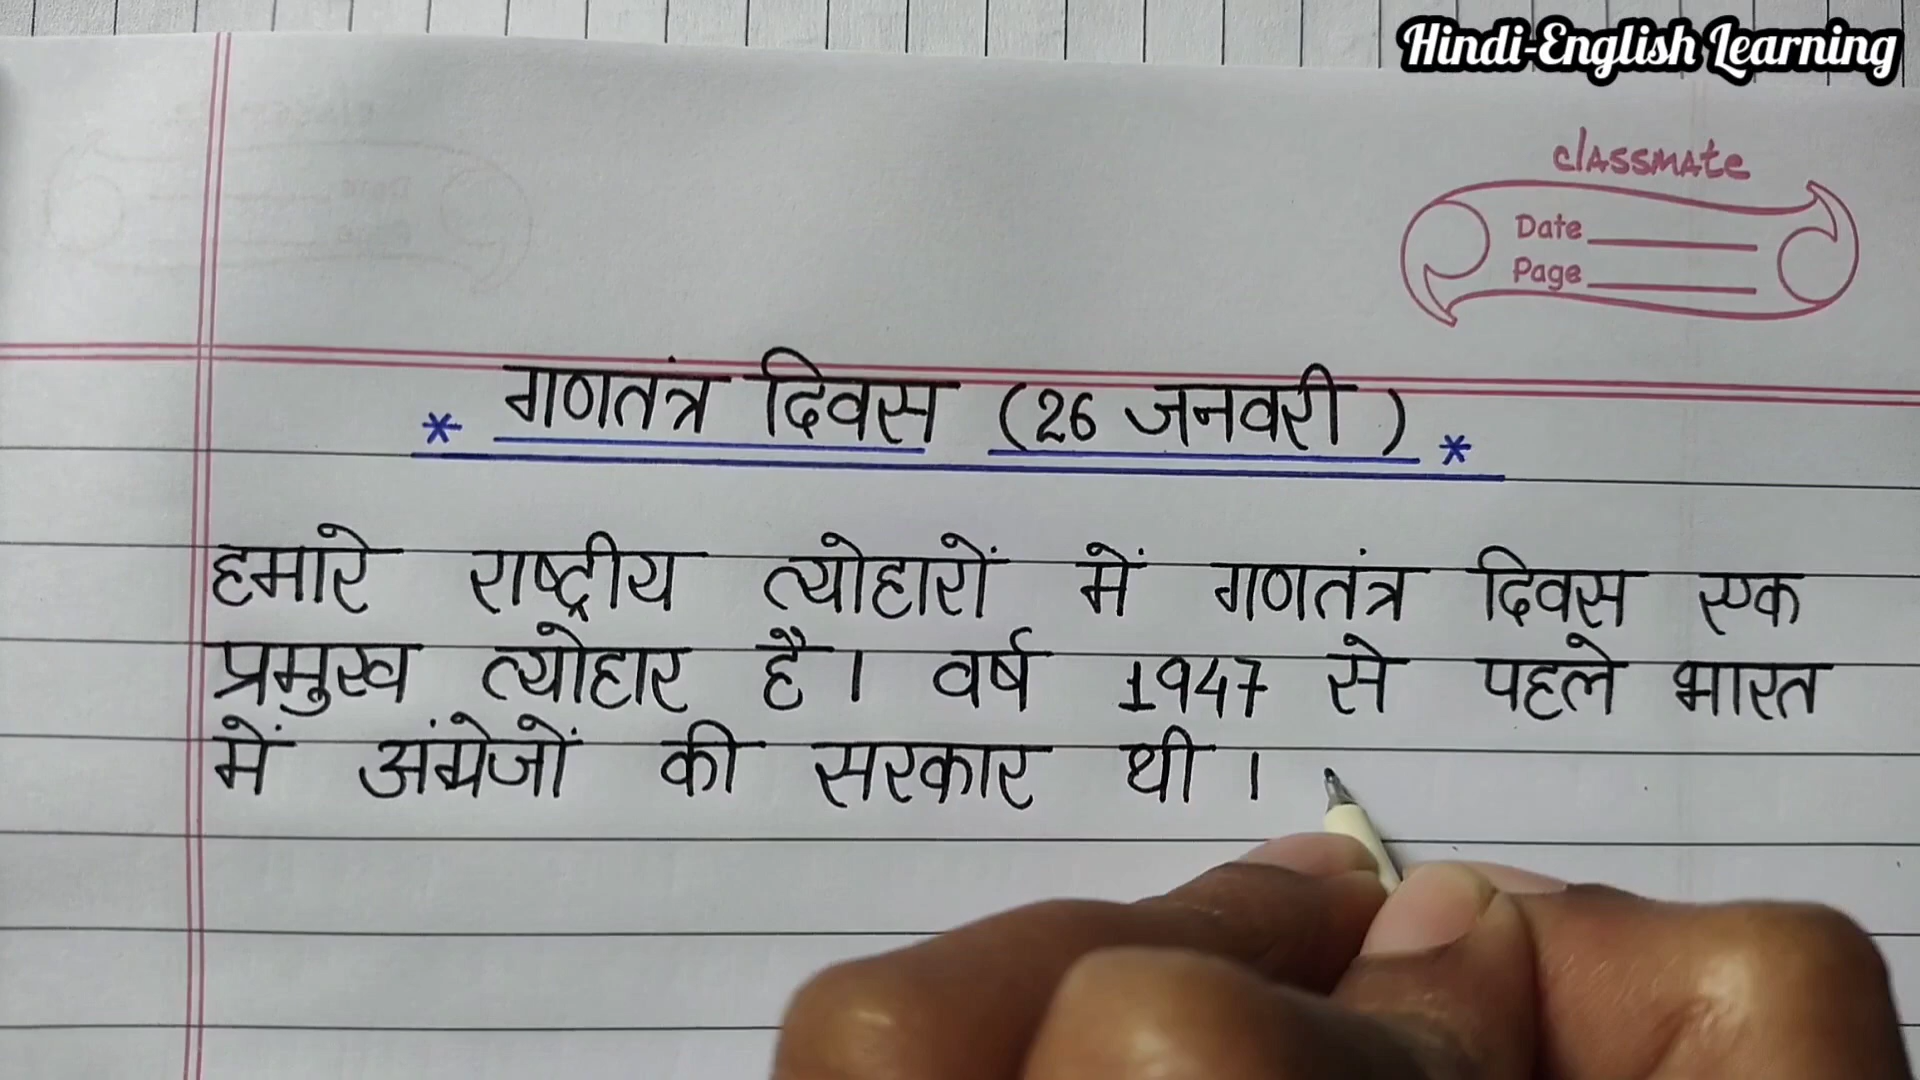 Hindi-English Learning
classmate
Date
Page
* गणतंत्र दिवस (26 जनवरी) *
हमारे राष्ट्रीय त्योहारों में गणतंत्र दिवस एक
प्रमुख त्योहार है। वर्ष 1947 से पहले भारत
में अंग्रेजों की सरकार थी।